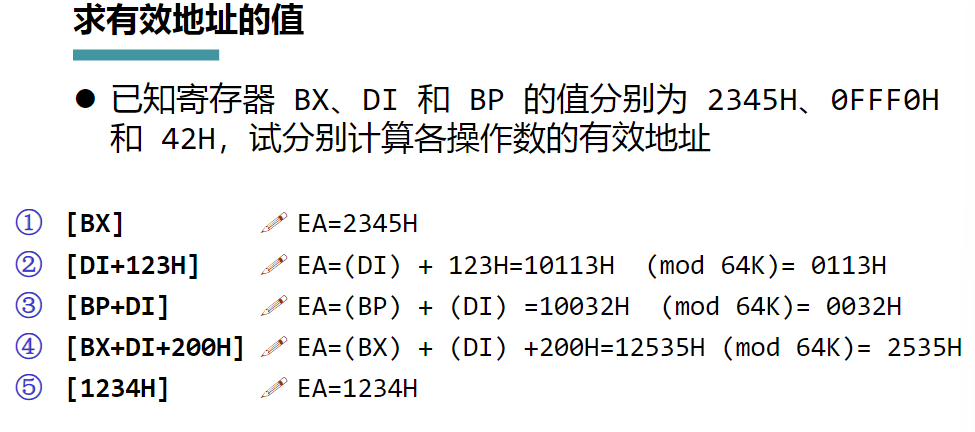 求有效地址的值
● 已知寄存器 BX、DI 和 BP 的值分别为 2345H、0FFF0H
和 42H，试分别计算各操作数的有效地址
① [BX] EA=2345H
② [DI+123H] EA=(DI) + 123H=10113H (mod 64K)= 0113H
③ [BP+DI] EA=(BP) + (DI) =10032H (mod 64K)= 0032H
④ [BX+DI+200H] EA=(BX) + (DI) +200H=12535H (mod 64K)= 2535H
⑤ [1234H] EA=1234H